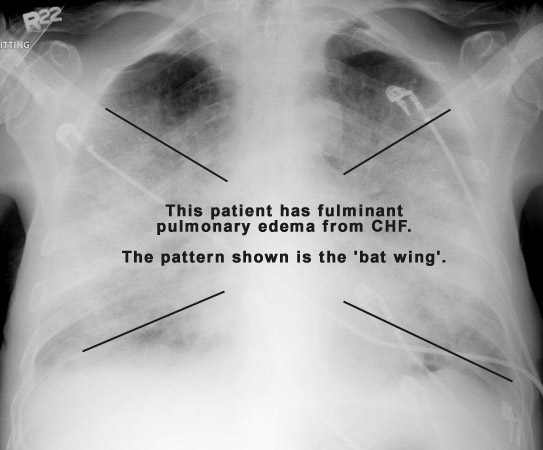 R22
ITTING
This patient has fulminant
pulmonary edema from CHF.
The pattern shown is the 'bat wing'.